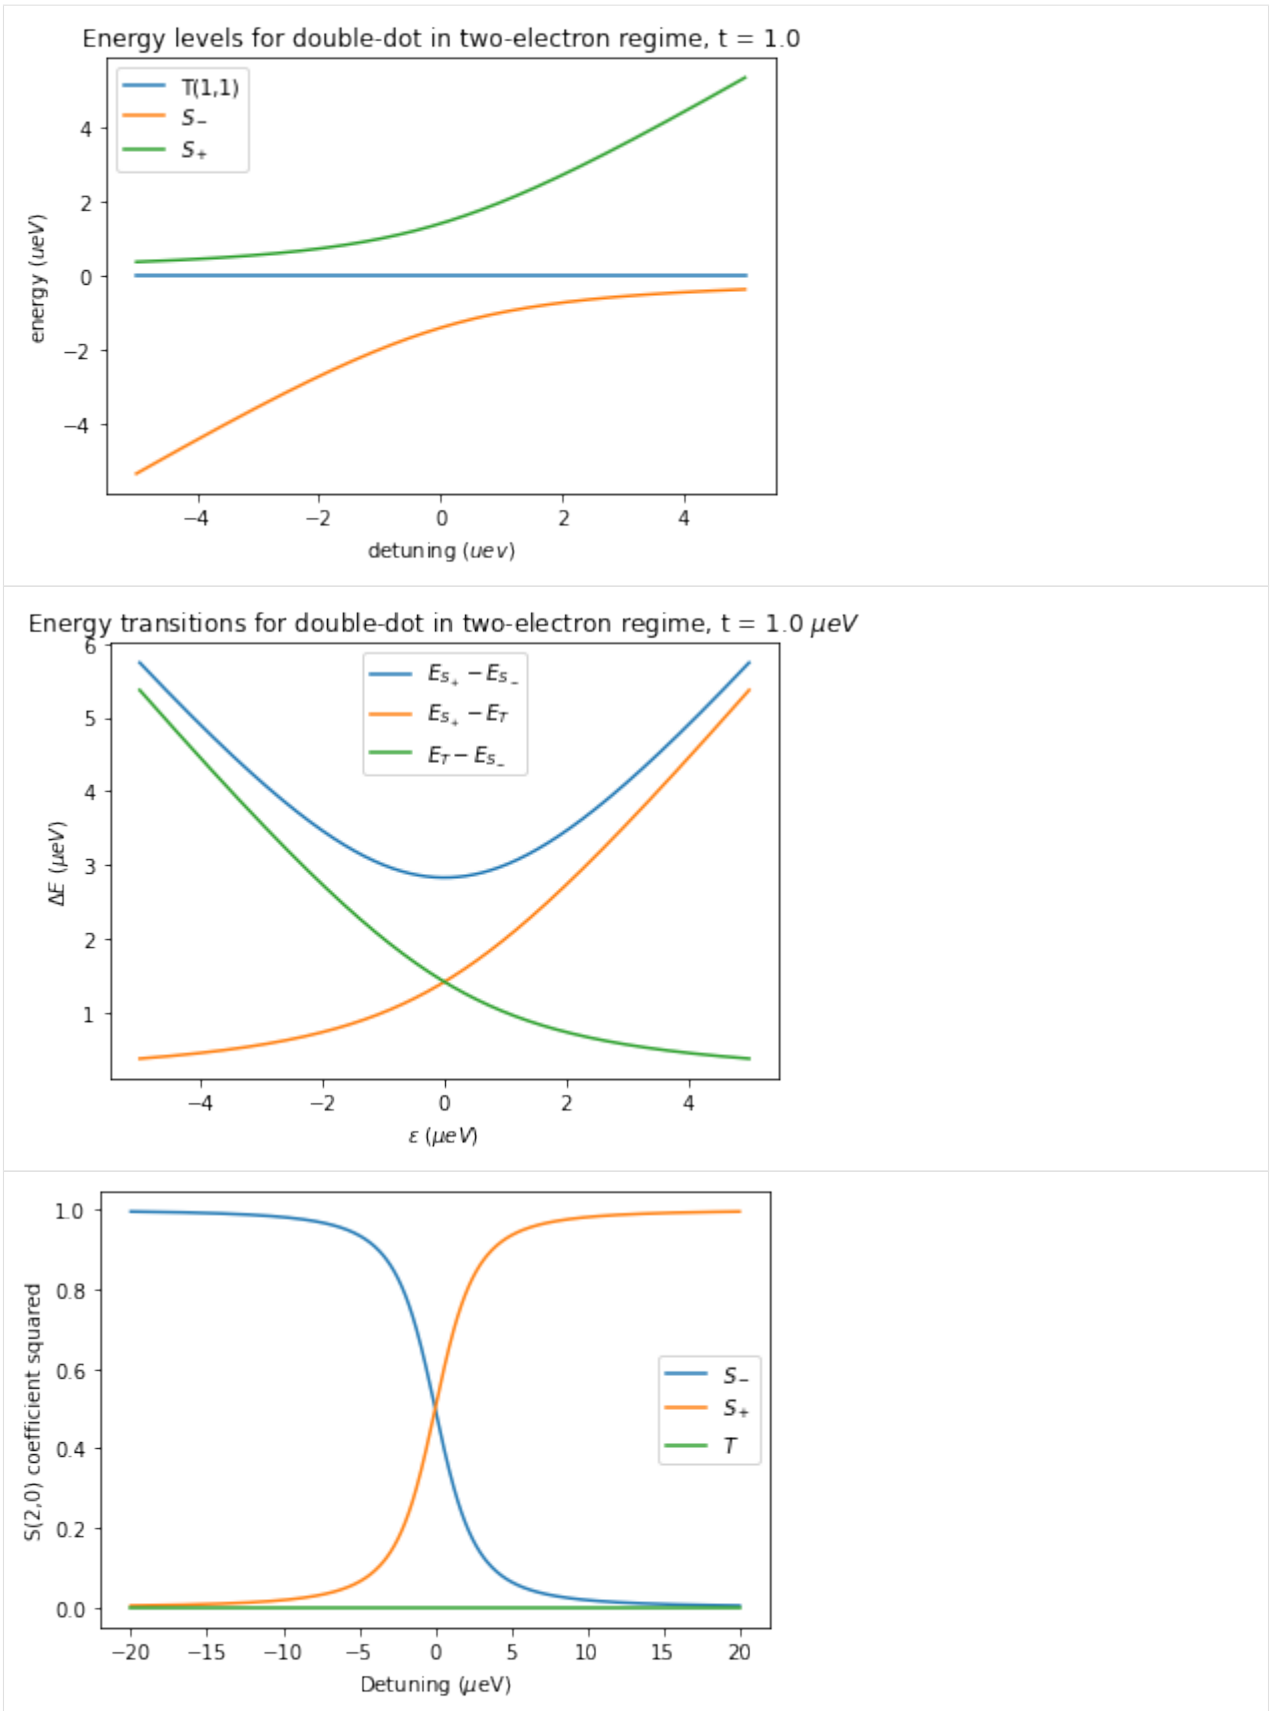 Energy levels for double-dot in two-electron regime, t = 1.0
T(1,1)
S₋
S₊
4
2
0
−2
−4
energy (ueV)
−4 −2 0 2 4
detuning (uev)
Energy transitions for double-dot in two-electron regime, t = 1.0 μeV
E_{S₊} − E_{S₋}
E_{S₊} − E_T
E_T − E_{S₋}
6
5
4
3
2
1
ΔE (μeV)
−4 −2 0 2 4
ε (μeV)
1.0
0.8
0.6
0.4
0.2
0.0
S(2,0) coefficient squared
S₋
S₊
T
−20 −15 −10 −5 0 5 10 15 20
Detuning (μeV)